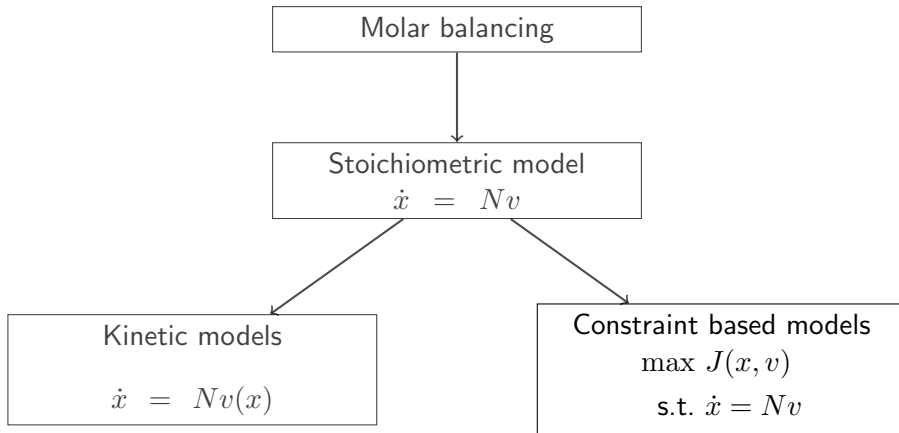 Molar balancing
Stoichiometric model
ẋ = Nv
Kinetic models
ẋ = Nv(x)
Constraint based models
max J(x, v)
s.t. ẋ = Nv